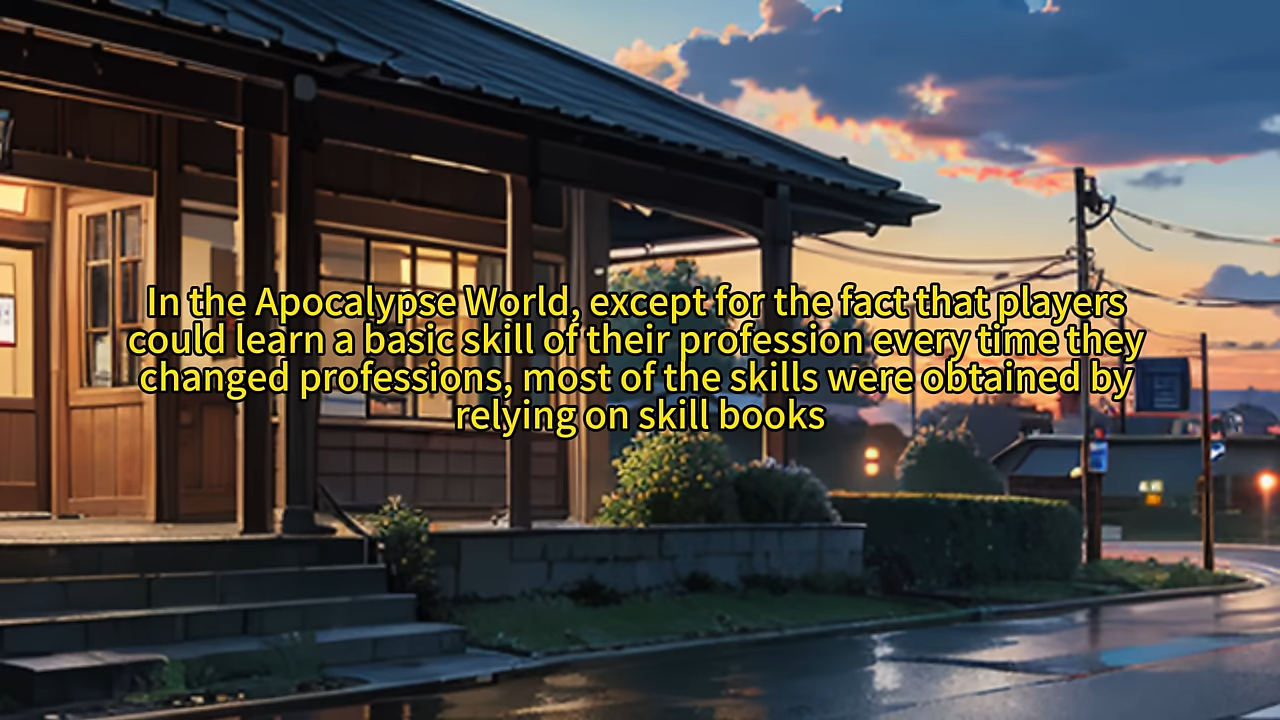 In the Apocalypse World, except for the fact that players
could learn a basic skill of their profession every time they
changed professions, most of the skills were obtained by
relying on skill books